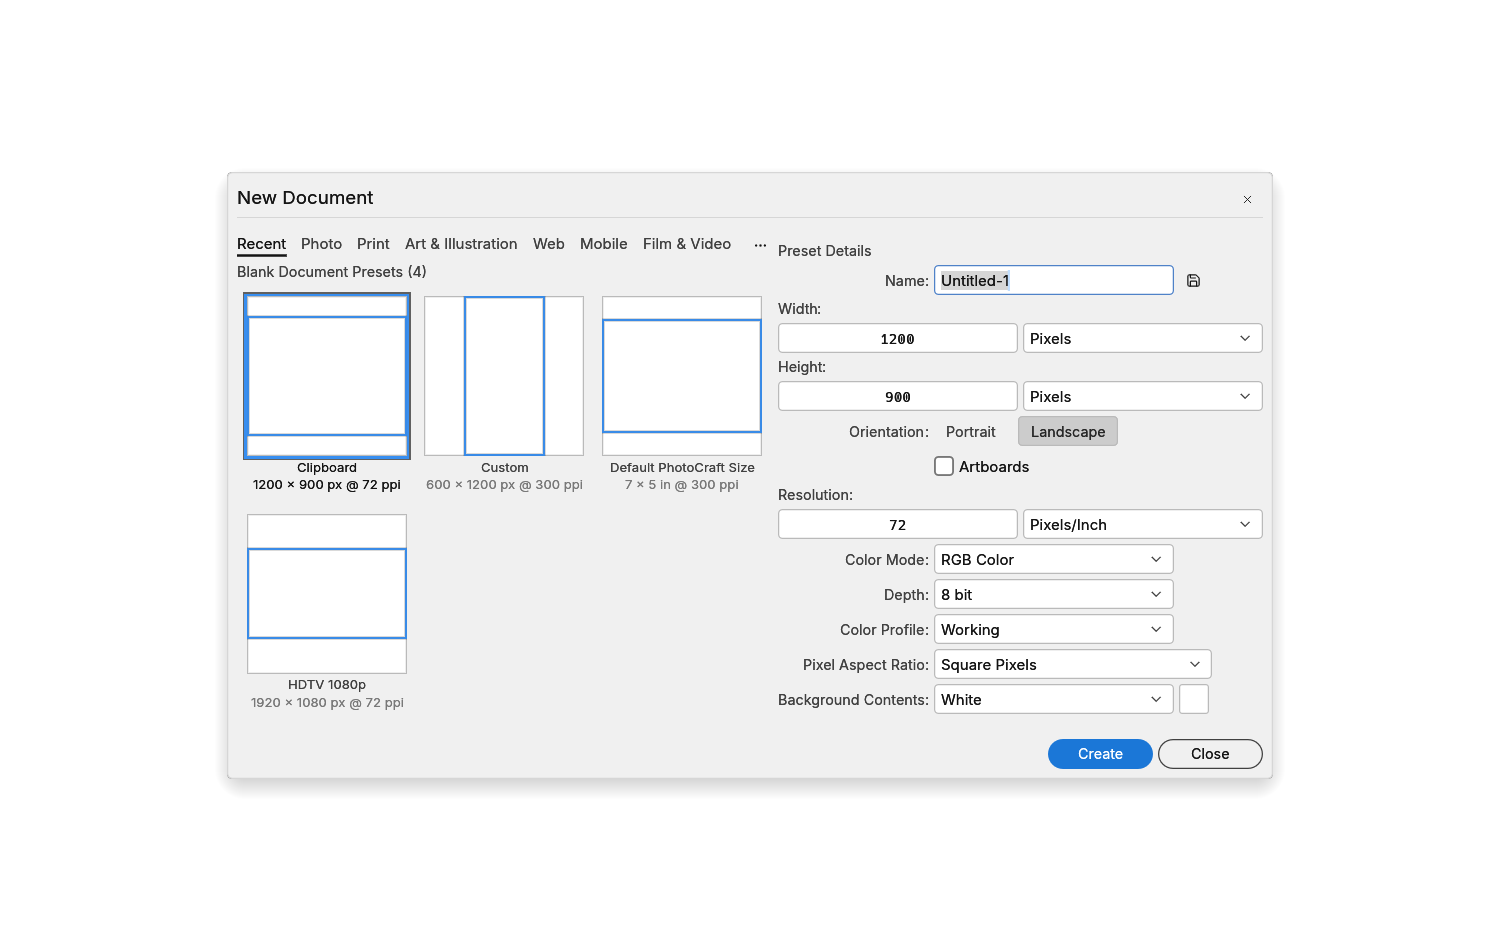 New Document
Recent Photo Print Art & Illustration Web Mobile Film & Video ...
Blank Document Presets (4)
Clipboard
1200 × 900 px @ 72 ppi
Custom
600 × 1200 px @ 300 ppi
Default PhotoCraft Size
7 × 5 in @ 300 ppi
HDTV 1080p
1920 × 1080 px @ 72 ppi
Preset Details
Name: Untitled-1
Width:
1200 Pixels
Height:
900 Pixels
Orientation: Portrait Landscape
Artboards
Resolution:
72 Pixels/Inch
Color Mode: RGB Color
Depth: 8 bit
Color Profile: Working
Pixel Aspect Ratio: Square Pixels
Background Contents: White
Create Close